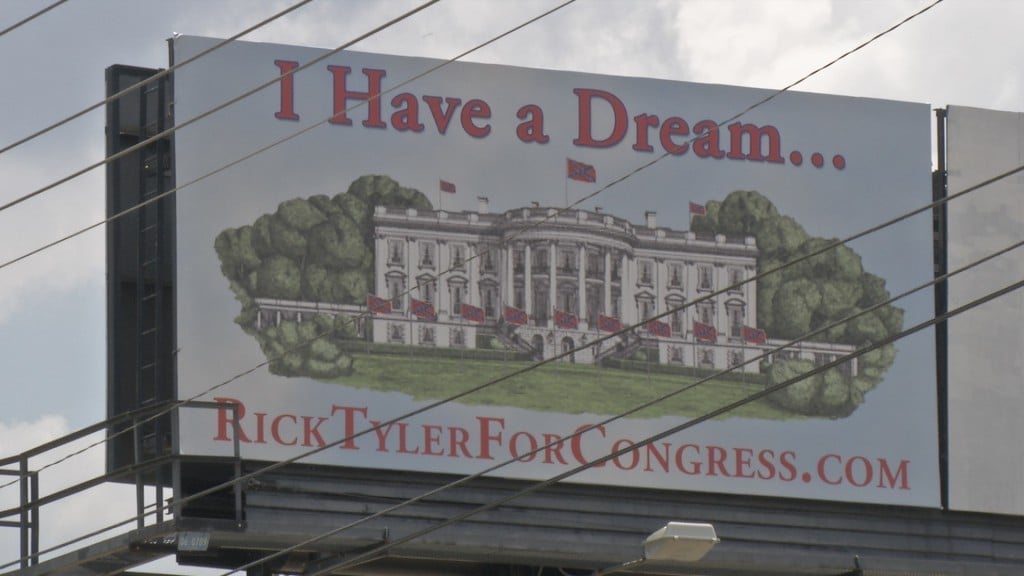 I Have a Dream...
RickTylerForCongress.com